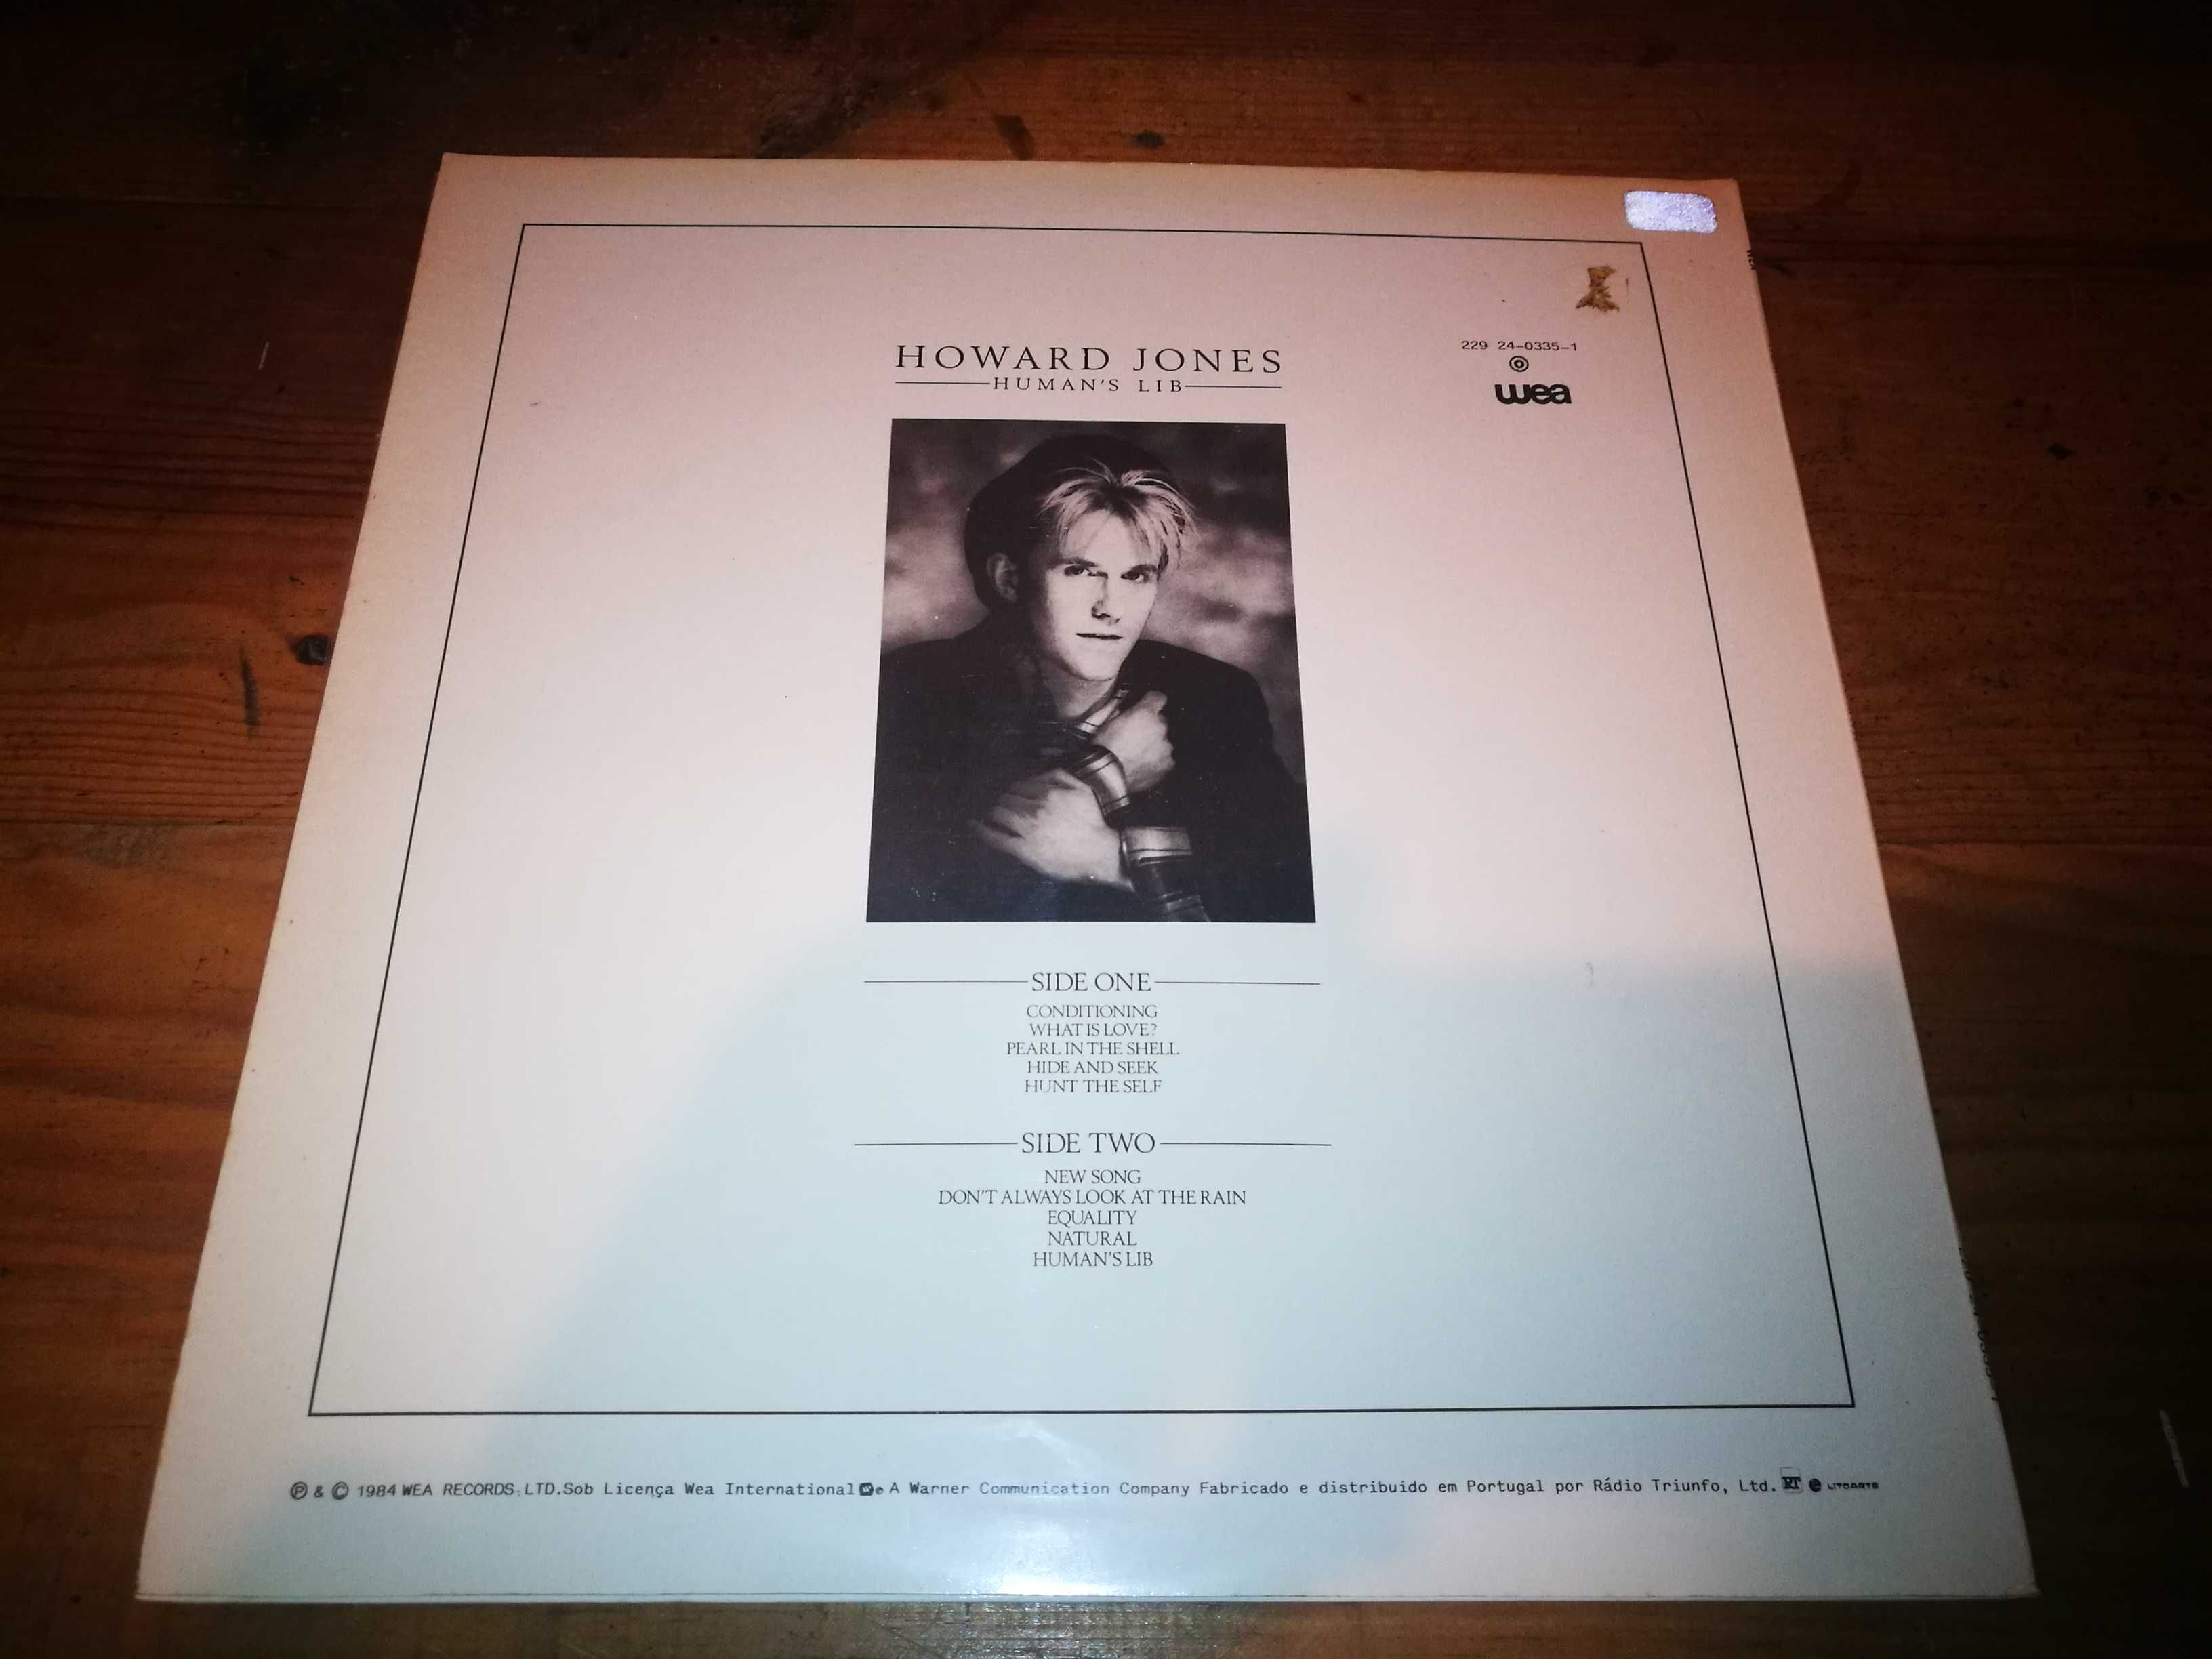 HOWARD JONES
HUMAN'S LIB
229 24-0335-1
wea
SIDE ONE
CONDITIONING
WHAT IS LOVE?
PEARL IN THE SHELL
HIDE AND SEEK
HUNT THE SELF
SIDE TWO
NEW SONG
DON'T ALWAYS LOOK AT THE RAIN
EQUALITY
NATURAL
HUMAN'S LIB
℗ & © 1984 WEA RECORDS, LTD. Sob Licença Wea International A Warner Communication Company Fabricado e distribuido em Portugal por Rádio Triunfo, Ltd. RT LITOARTE